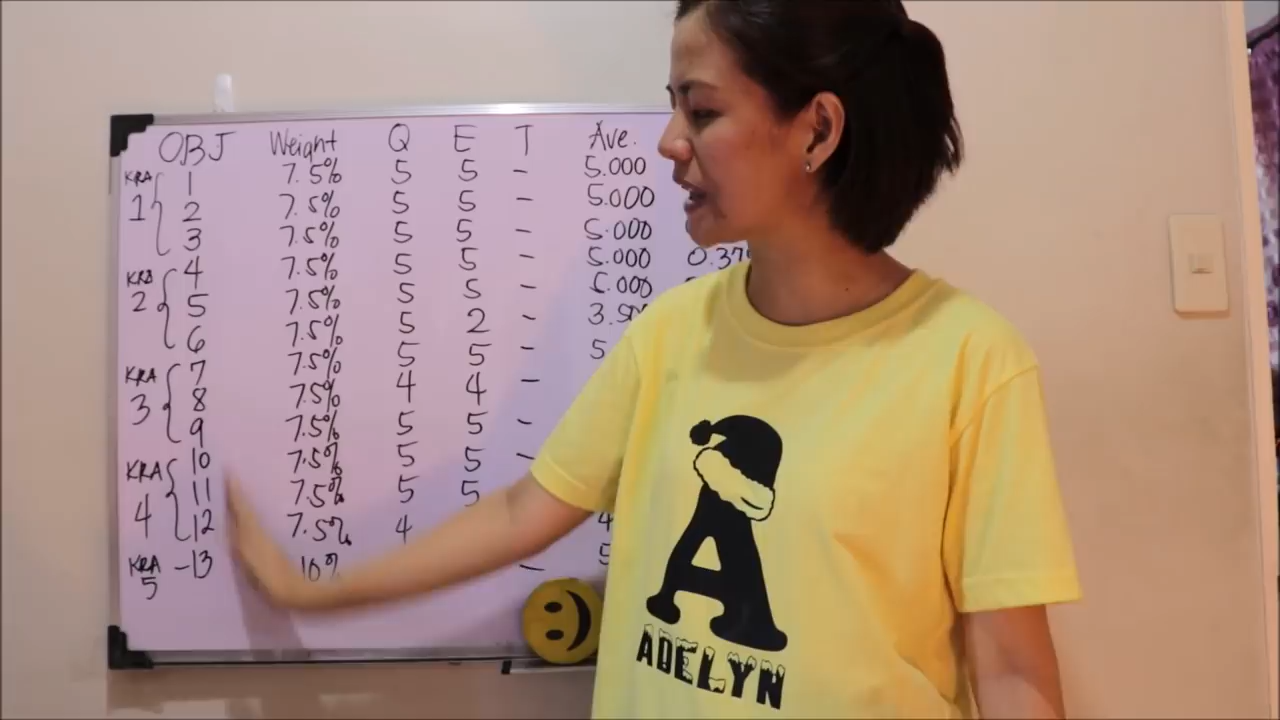 OBJ Weight Q E T Ave.
KRA 1 1 7.5% 5 5 - 5.000
2 7.5% 5 5 - 5.000
3 7.5% 5 5 - 5.000
KRA 2 4 7.5% 5 5 - 5.000
5 7.5% 5 5 - 5.000
6 7.5% 5 2 -
KRA 3 7 7.5% 5 5 - 5
8 7.5% 4 4 -
9 7.5% 5 5 -
KRA 4 10 7.5% 5 5 -
11 7.5% 5 5
12 7.5% 4 4
KRA 5 -13 10% - 5
A
ADELYN